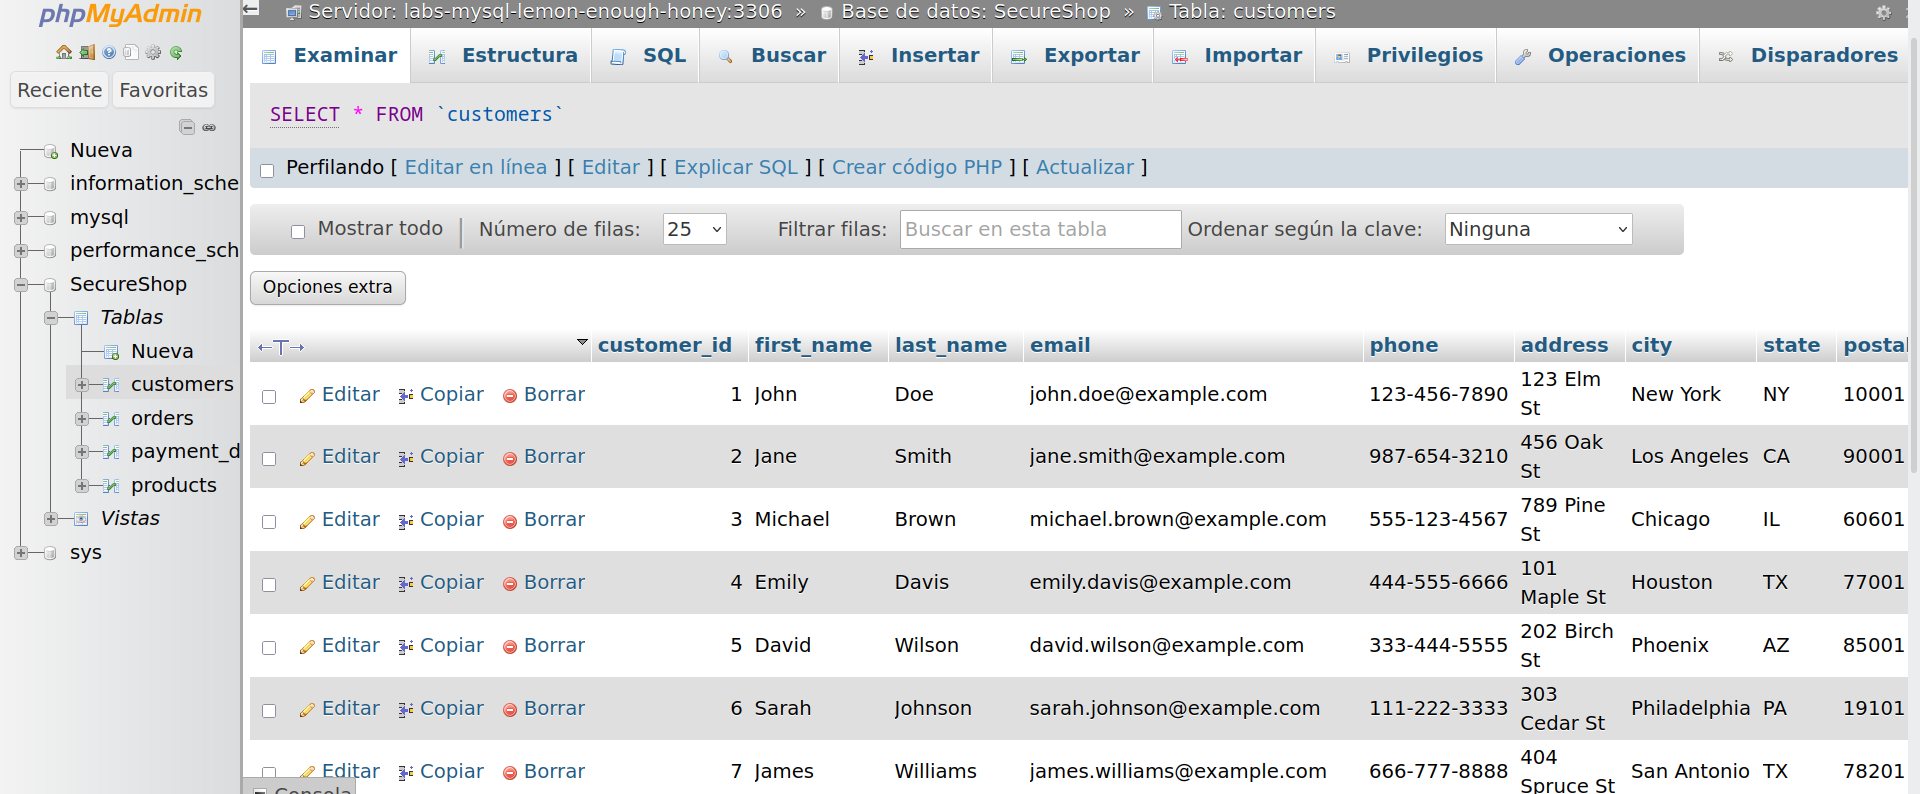 phpMyAdmin
Reciente Favoritas
Nueva
information_sche
mysql
performance_sch
SecureShop
Tablas
Nueva
customers
orders
payment_d
products
Vistas
sys
Servidor: labs-mysql-lemon-enough-honey:3306 » Base de datos: SecureShop » Tabla: customers
Examinar Estructura SQL Buscar Insertar Exportar Importar Privilegios Operaciones Disparadores
SELECT * FROM `customers`
Perfilando [ Editar en línea ] [ Editar ] [ Explicar SQL ] [ Crear código PHP ] [ Actualizar ]
Mostrar todo Número de filas: 25 Filtrar filas: Buscar en esta tabla Ordenar según la clave: Ninguna
Opciones extra
←T→ customer_id first_name last_name email phone address city state postal
Editar Copiar Borrar 1 John Doe john.doe@example.com 123-456-7890 123 Elm St New York NY 10001
Editar Copiar Borrar 2 Jane Smith jane.smith@example.com 987-654-3210 456 Oak St Los Angeles CA 90001
Editar Copiar Borrar 3 Michael Brown michael.brown@example.com 555-123-4567 789 Pine St Chicago IL 60601
Editar Copiar Borrar 4 Emily Davis emily.davis@example.com 444-555-6666 101 Maple St Houston TX 77001
Editar Copiar Borrar 5 David Wilson david.wilson@example.com 333-444-5555 202 Birch St Phoenix AZ 85001
Editar Copiar Borrar 6 Sarah Johnson sarah.johnson@example.com 111-222-3333 303 Cedar St Philadelphia PA 19101
Editar Copiar Borrar 7 James Williams james.williams@example.com 666-777-8888 404 Spruce St San Antonio TX 78201
Consola